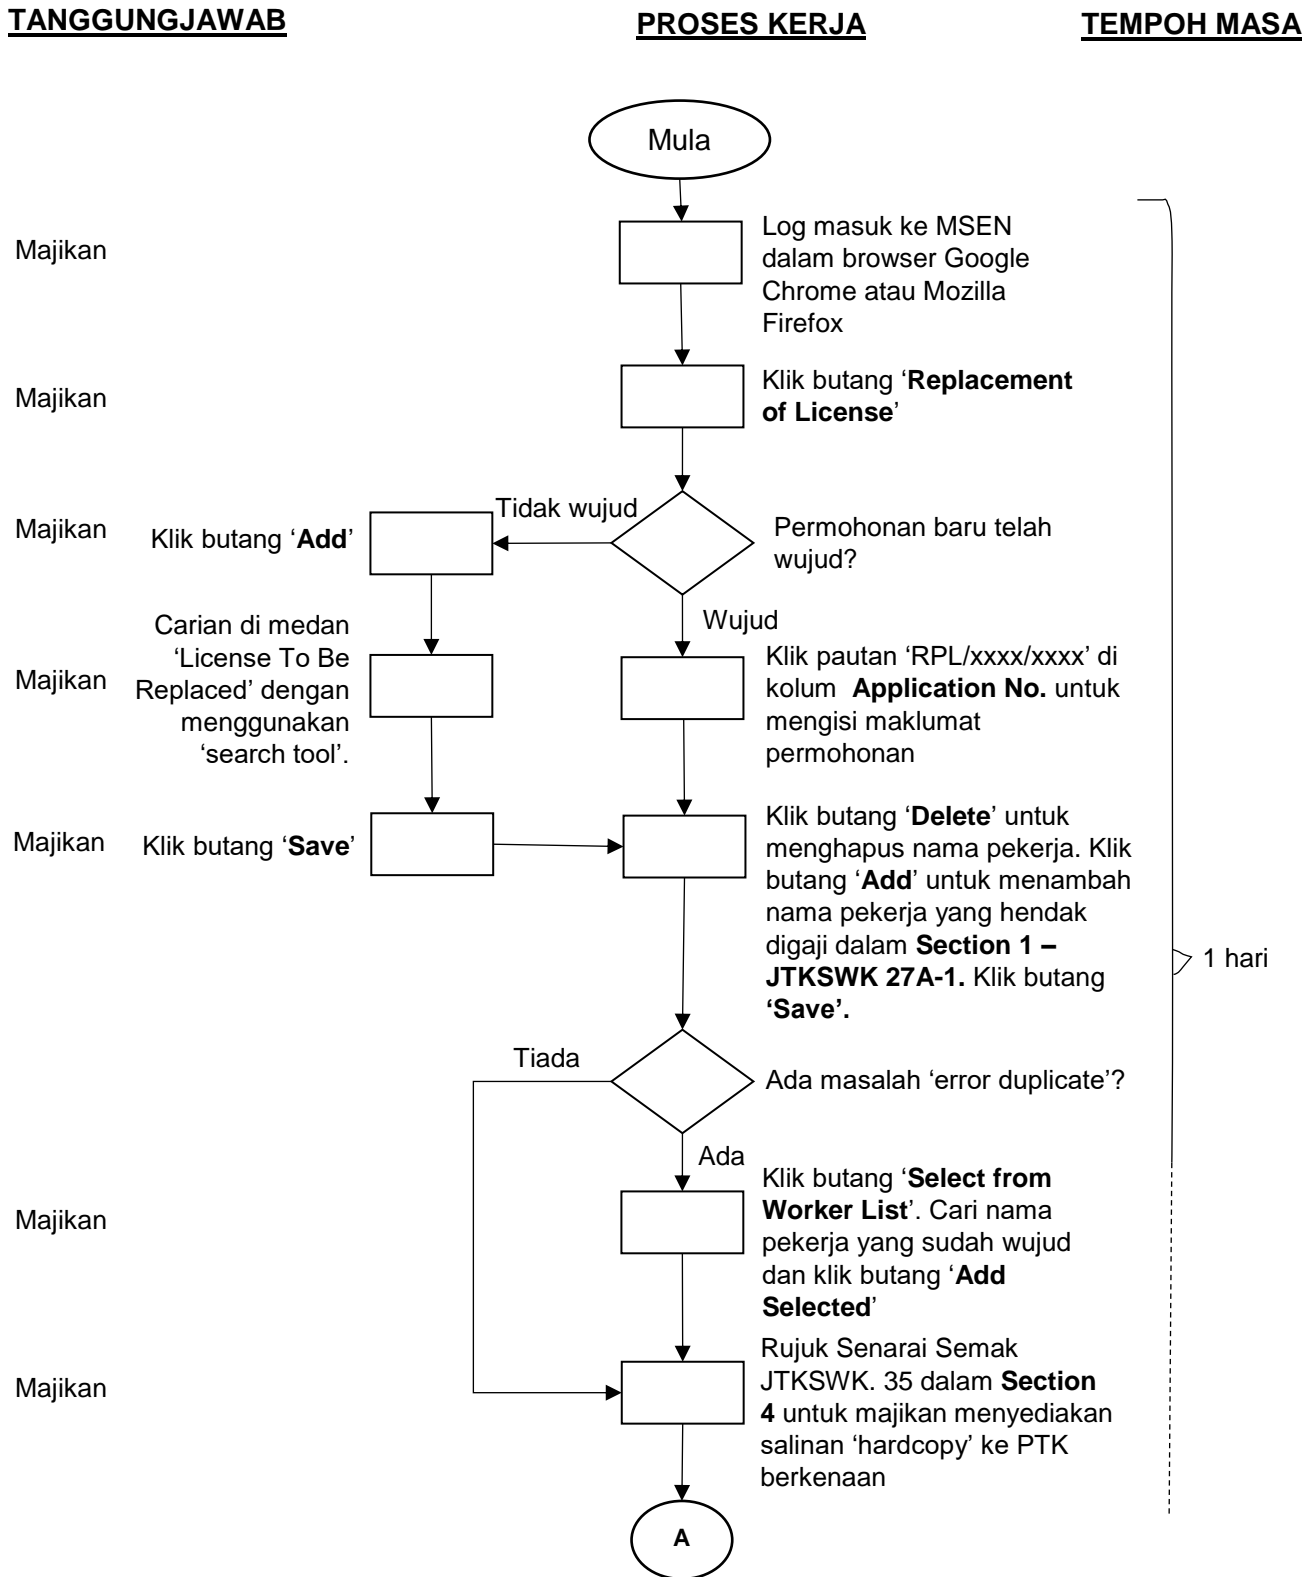 TANGGUNGJAWAB
PROSES KERJA
TEMPOH MASA
Mula
Majikan
Log masuk ke MSEN
dalam browser Google
Chrome atau Mozilla
Firefox
Majikan
Klik butang ‘Replacement
of License’
Majikan
Klik butang ‘Add’
Tidak wujud
Permohonan baru telah
wujud?
Wujud
Majikan
Carian di medan
‘License To Be
Replaced’ dengan
menggunakan
‘search tool’.
Klik pautan ‘RPL/xxxx/xxxx’ di
kolum Application No. untuk
mengisi maklumat
permohonan
Majikan
Klik butang ‘Save’
Klik butang ‘Delete’ untuk
menghapus nama pekerja. Klik
butang ‘Add’ untuk menambah
nama pekerja yang hendak
digaji dalam Section 1 –
JTKSWK 27A-1. Klik butang
‘Save’.
1 hari
Tiada
Ada masalah ‘error duplicate’?
Ada
Majikan
Klik butang ‘Select from
Worker List’. Cari nama
pekerja yang sudah wujud
dan klik butang ‘Add
Selected’
Majikan
Rujuk Senarai Semak
JTKSWK. 35 dalam Section
4 untuk majikan menyediakan
salinan ‘hardcopy’ ke PTK
berkenaan
A